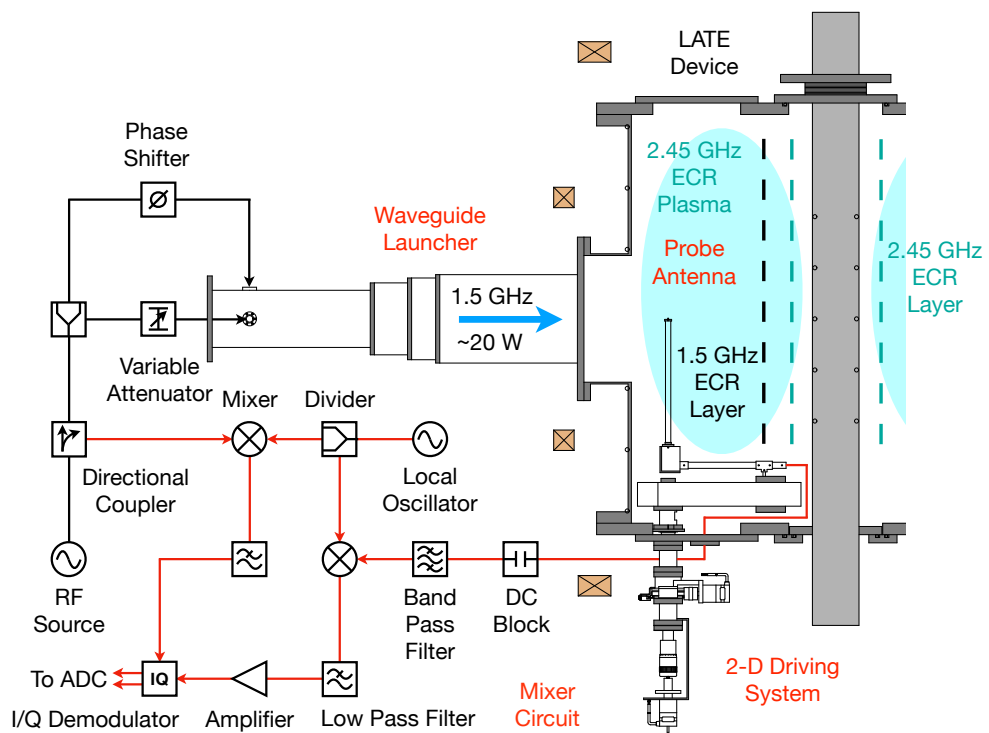 LATE
Device
Phase
Shifter
2.45 GHz
ECR
Plasma
Waveguide
Launcher
Probe
Antenna
2.45 GHz
ECR
Layer
1.5 GHz
~20 W
1.5 GHz
ECR
Layer
Variable
Attenuator
Mixer
Divider
Directional
Coupler
Local
Oscillator
RF
Source
Band
Pass
Filter
DC
Block
To ADC
IQ
I/Q Demodulator
Amplifier
Low Pass Filter
Mixer
Circuit
2-D Driving
System